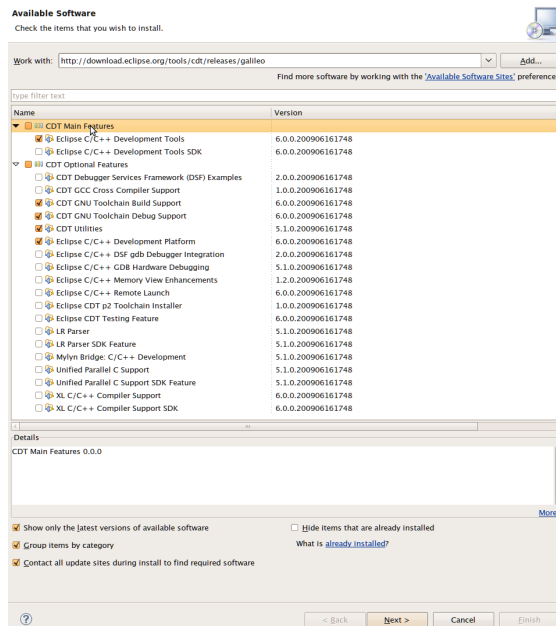 Available Software
Check the items that you wish to install.
Work with: http://download.eclipse.org/tools/cdt/releases/galileo Add...
Find more software by working with the 'Available Software Sites' preference
type filter text
Name Version
CDT Main Features
Eclipse C/C++ Development Tools 6.0.0.200906161748
Eclipse C/C++ Development Tools SDK 6.0.0.200906161748
CDT Optional Features
CDT Debugger Services Framework (DSF) Examples 2.0.0.200906161748
CDT GCC Cross Compiler Support 1.0.0.200906161748
CDT GNU Toolchain Build Support 6.0.0.200906161748
CDT GNU Toolchain Debug Support 6.0.0.200906161748
CDT Utilities 5.1.0.200906161748
Eclipse C/C++ Development Platform 6.0.0.200906161748
Eclipse C/C++ DSF gdb Debugger Integration 2.0.0.200906161748
Eclipse C/C++ GDB Hardware Debugging 5.1.0.200906161748
Eclipse C/C++ Memory View Enhancements 1.2.0.200906161748
Eclipse C/C++ Remote Launch 6.0.0.200906161748
Eclipse CDT p2 Toolchain Installer 1.0.0.200906161748
Eclipse CDT Testing Feature 6.0.0.200906161748
LR Parser 5.1.0.200906161748
LR Parser SDK Feature 5.1.0.200906161748
Mylyn Bridge: C/C++ Development 5.1.0.200906161748
Unified Parallel C Support 5.1.0.200906161748
Unified Parallel C Support SDK Feature 5.1.0.200906161748
XL C/C++ Compiler Support 6.0.0.200906161748
XL C/C++ Compiler Support SDK 6.0.0.200906161748
Details
CDT Main Features 0.0.0
More
Show only the latest versions of available software Hide items that are already installed
Group items by category What is already installed?
Contact all update sites during install to find required software
? < Back Next > Cancel Finish